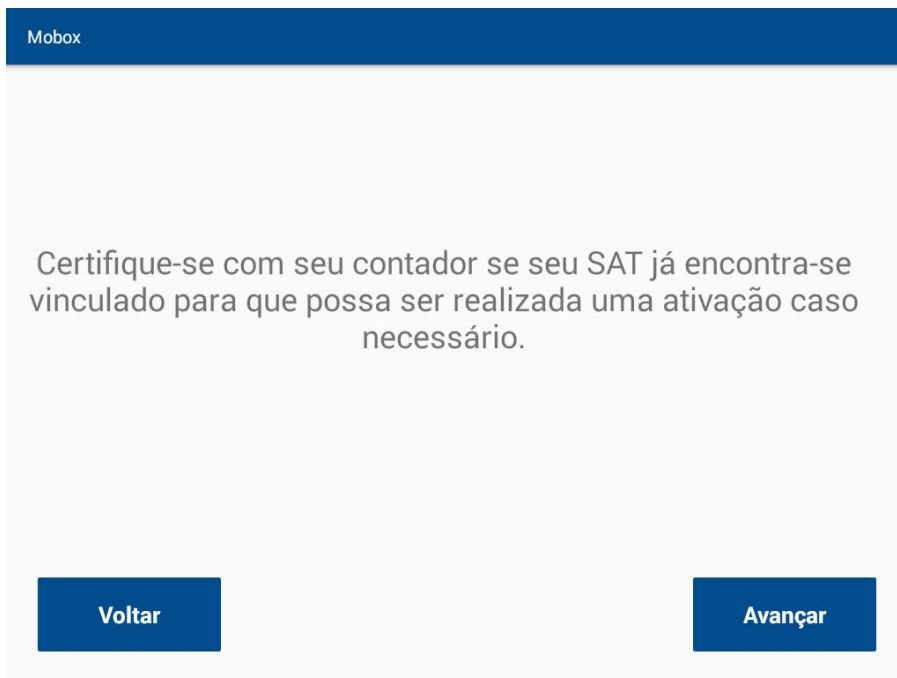 Mobox
Certifique-se com seu contador se seu SAT já encontra-se
vinculado para que possa ser realizada uma ativação caso
necessário.
Voltar
Avançar